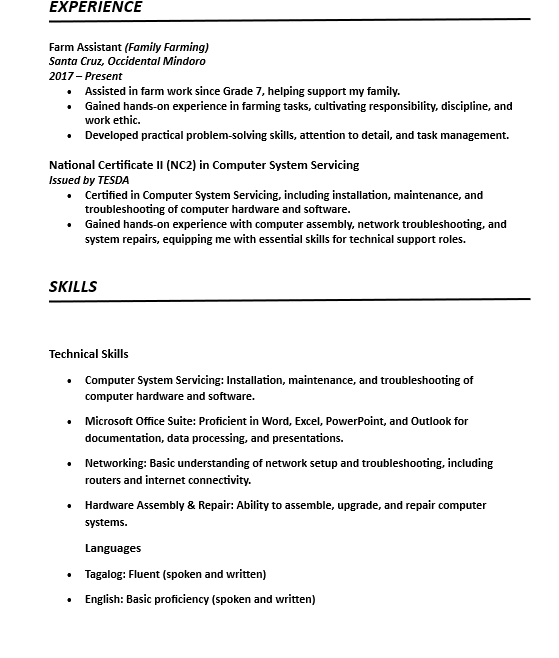 EXPERIENCE
Farm Assistant (Family Farming)
Santa Cruz, Occidental Mindoro
2017 – Present
• Assisted in farm work since Grade 7, helping support my family.
• Gained hands-on experience in farming tasks, cultivating responsibility, discipline, and
work ethic.
• Developed practical problem-solving skills, attention to detail, and task management.
National Certificate II (NC2) in Computer System Servicing
Issued by TESDA
• Certified in Computer System Servicing, including installation, maintenance, and
troubleshooting of computer hardware and software.
• Gained hands-on experience with computer assembly, network troubleshooting, and
system repairs, equipping me with essential skills for technical support roles.
SKILLS
Technical Skills
• Computer System Servicing: Installation, maintenance, and troubleshooting of
computer hardware and software.
• Microsoft Office Suite: Proficient in Word, Excel, PowerPoint, and Outlook for
documentation, data processing, and presentations.
• Networking: Basic understanding of network setup and troubleshooting, including
routers and internet connectivity.
• Hardware Assembly & Repair: Ability to assemble, upgrade, and repair computer
systems.
Languages
• Tagalog: Fluent (spoken and written)
• English: Basic proficiency (spoken and written)